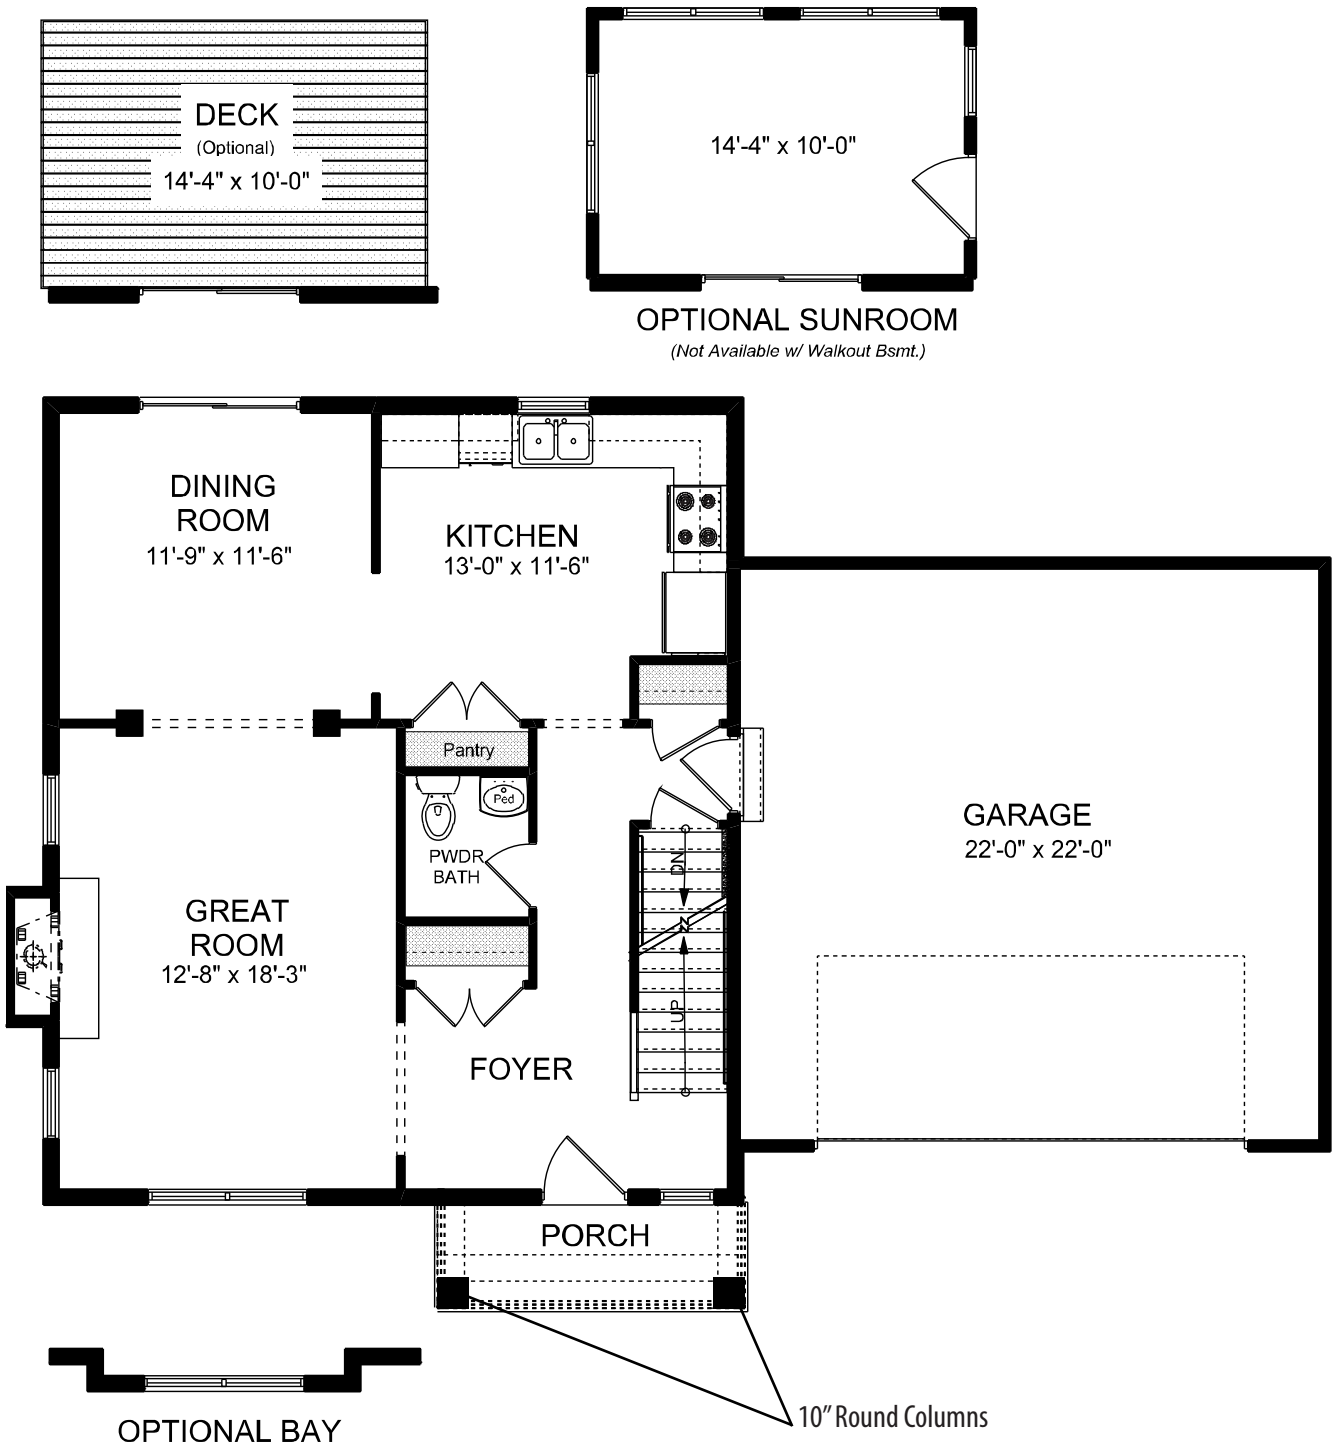 DECK
(Optional)
14'-4" x 10'-0"
14'-4" x 10'-0"
OPTIONAL SUNROOM
(Not Available w/ Walkout Bsmt.)
DINING
ROOM
11'-9" x 11'-6"
KITCHEN
13'-0" x 11'-6"
Pantry
Ped
PWDR
BATH
DN
UP
GARAGE
22'-0" x 22'-0"
GREAT
ROOM
12'-8" x 18'-3"
FOYER
PORCH
10” Round Columns
OPTIONAL BAY